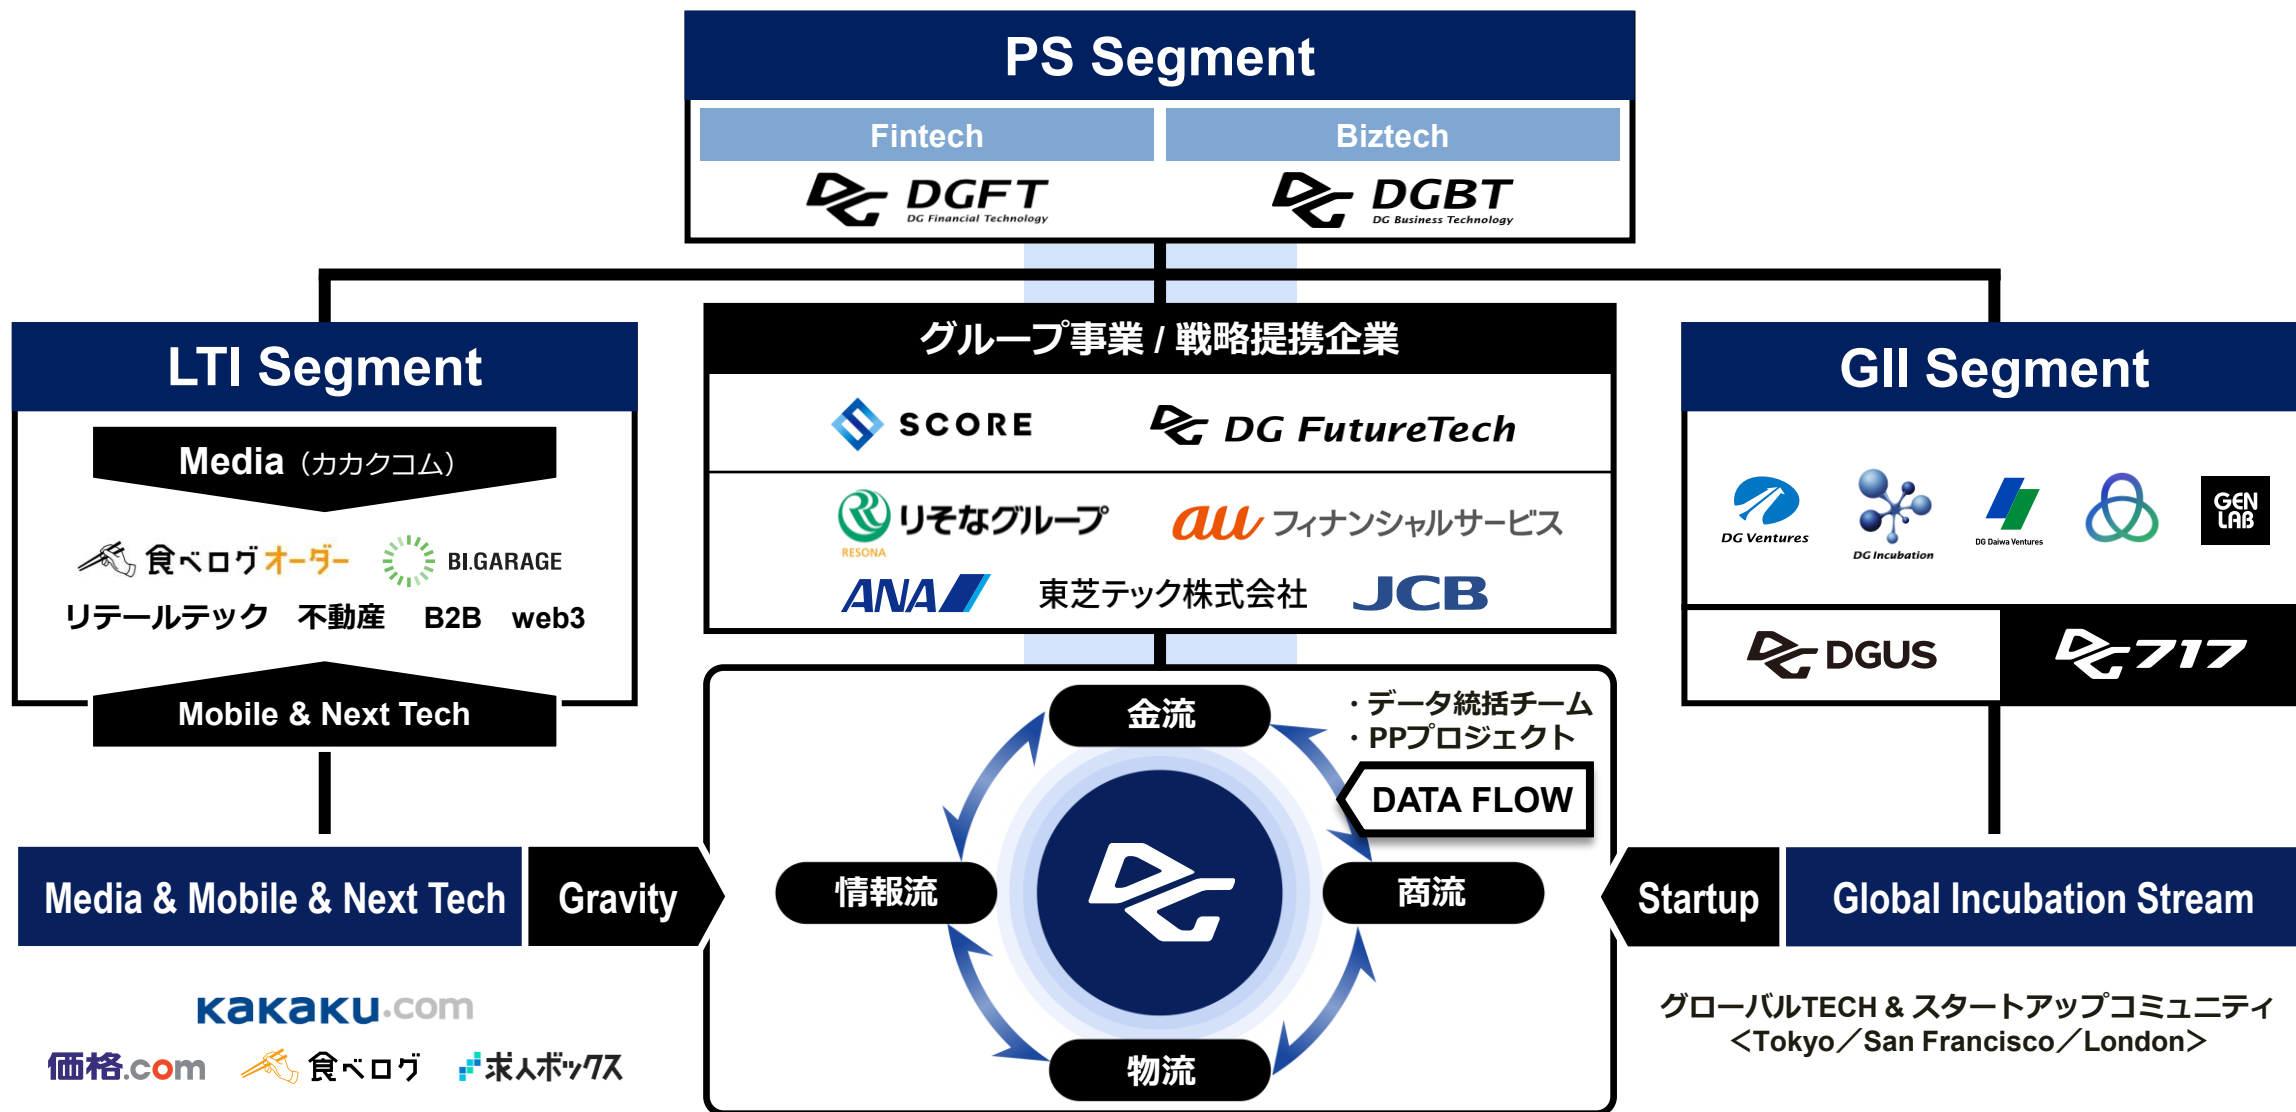 PS Segment
Fintech
Biztech
DGFT
DG Financial Technology
DGBT
DG Business Technology
LTI Segment
Media（カカクコム）
食べログオーダー
BI.GARAGE
リテールテック 不動産 B2B web3
Mobile & Next Tech
グループ事業 / 戦略提携企業
SCORE
DG FutureTech
りそなグループ
RESONA
au フィナンシャルサービス
ANA
東芝テック株式会社
JCB
GII Segment
DG Ventures
DG Incubation
DG Daiwa Ventures
GEN
LAB
DGUS
DG717
金流
・データ統括チーム
・PPプロジェクト
DATA FLOW
情報流
DG
商流
物流
Media & Mobile & Next Tech
Gravity
Startup
Global Incubation Stream
kakaku.com
価格.com
食べログ
求人ボックス
グローバルTECH & スタートアップコミュニティ
＜Tokyo／San Francisco／London＞